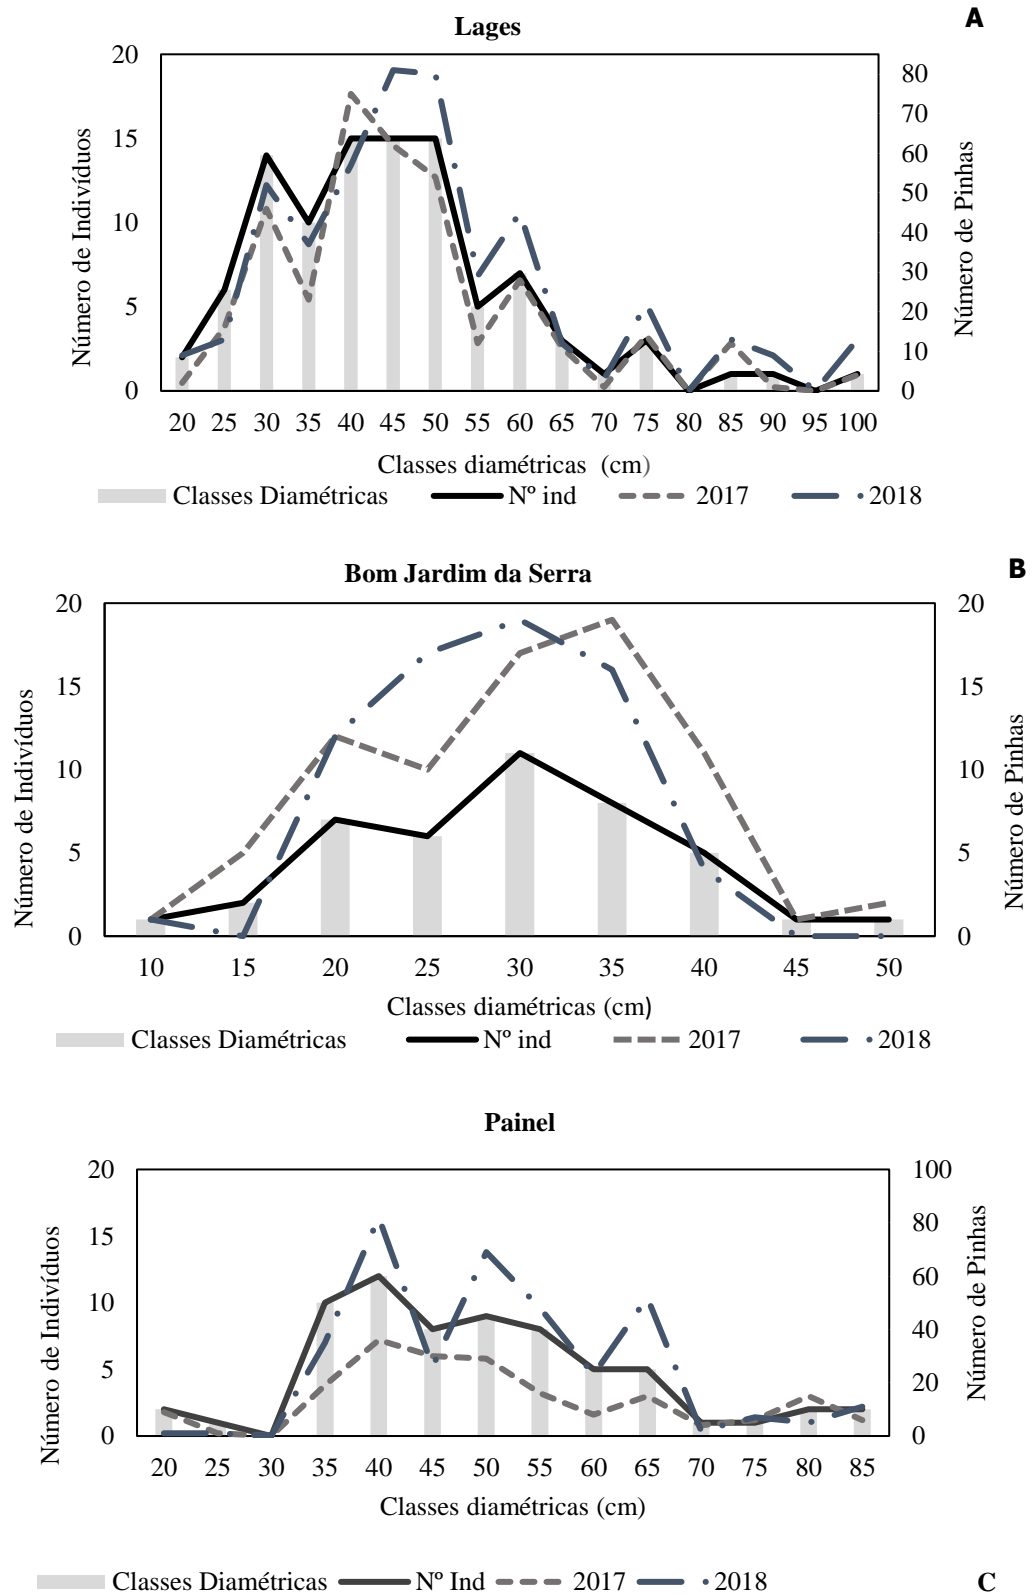 Lages
A
20
15
10
5
0
80
70
60
50
40
30
20
10
0
Número de Indivíduos
Número de Pinhas
20 25 30 35 40 45 50 55 60 65 70 75 80 85 90 95 100
Classes diamétricas (cm)
Classes Diamétricas Nº ind 2017 2018
Bom Jardim da Serra
B
20
15
10
5
0
20
15
10
5
0
Número de Indivíduos
Número de Pinhas
10 15 20 25 30 35 40 45 50
Classes diamétricas (cm)
Classes Diamétricas Nº ind 2017 2018
Painel
20
15
10
5
0
100
80
60
40
20
0
Número de Indivíduos
Número de Pinhas
20 25 30 35 40 45 50 55 60 65 70 75 80 85
Classes diamétricas (cm)
Classes Diamétricas Nº Ind 2017 2018
C